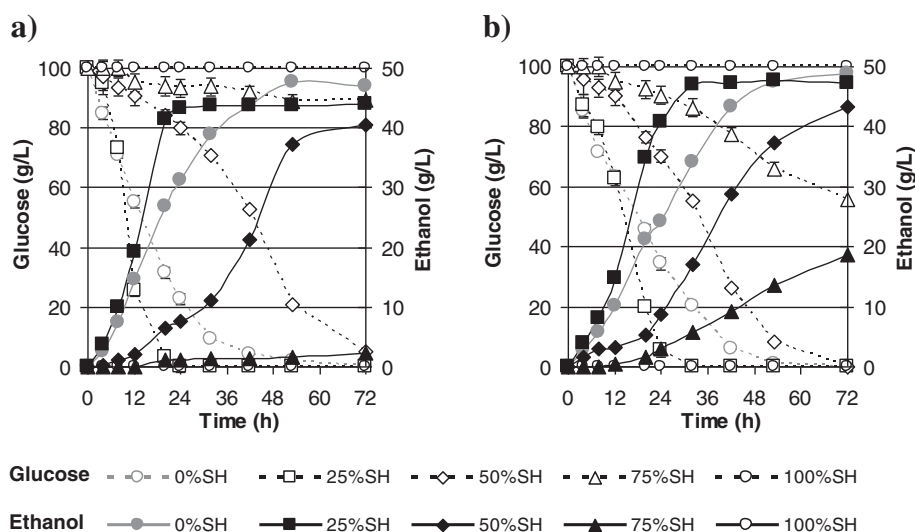 a)
b)
100
80
60
40
20
0
Glucose (g/L)
50
40
30
20
10
0
Ethanol (g/L)
0 12 24 36 48 60 72
Time (h)
100
80
60
40
20
0
Glucose (g/L)
50
40
30
20
10
0
Ethanol (g/L)
0 12 24 36 48 60 72
Time (h)
Glucose 0%SH 25%SH 50%SH 75%SH 100%SH
Ethanol 0%SH 25%SH 50%SH 75%SH 100%SH